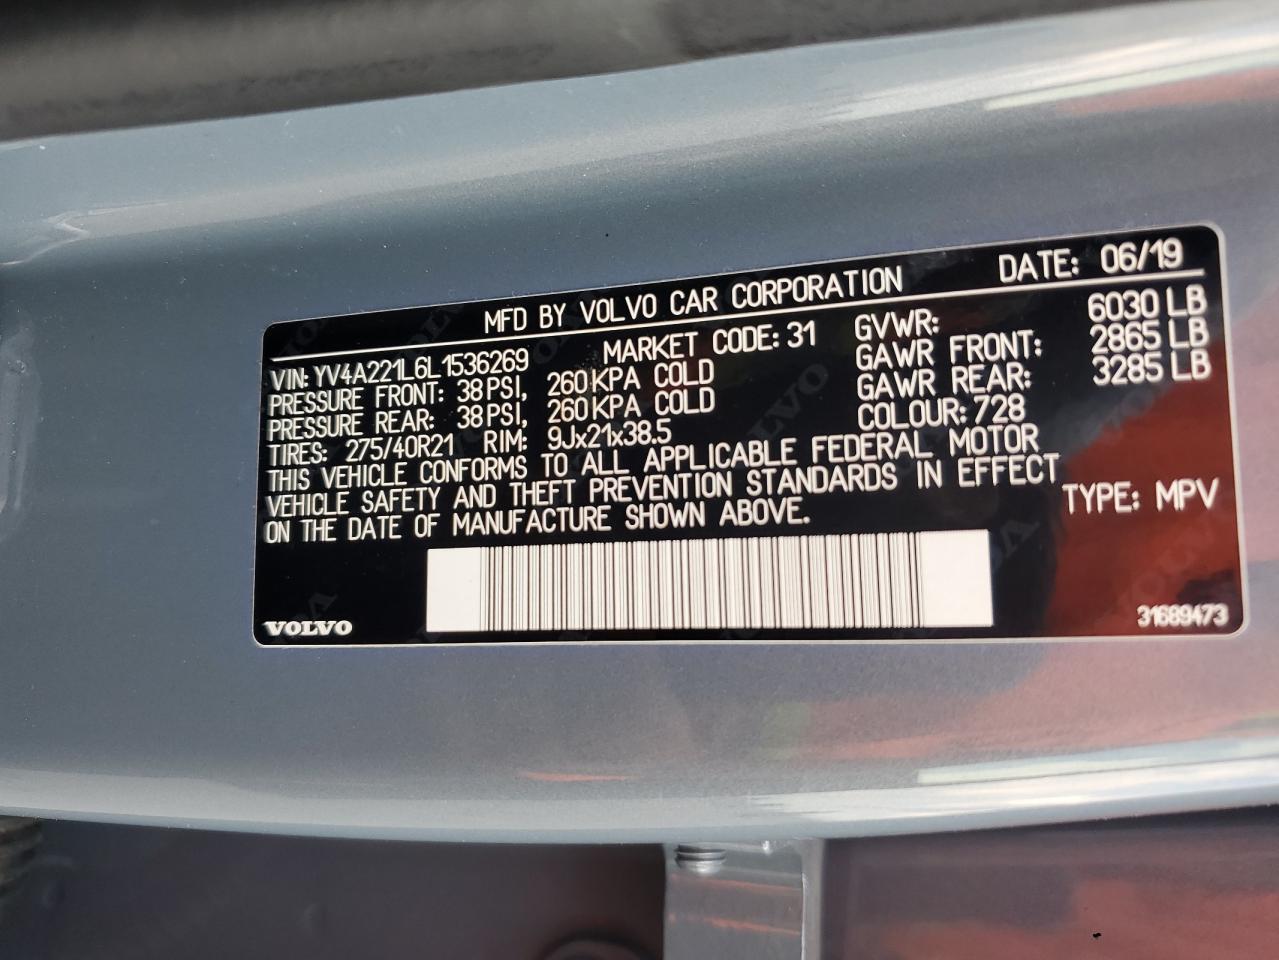 MFD BY VOLVO CAR CORPORATION DATE: 06/19
VIN: YV4A221L6L1536269 MARKET CODE: 31 GVWR: 6030 LB
PRESSURE FRONT: 38 PSI, 260 KPA COLD GAWR FRONT: 2865 LB
PRESSURE REAR: 38 PSI, 260 KPA COLD GAWR REAR: 3285 LB
TIRES: 275/40R21 RIM: 9Jx21x38.5 COLOUR: 728
THIS VEHICLE CONFORMS TO ALL APPLICABLE FEDERAL MOTOR
VEHICLE SAFETY AND THEFT PREVENTION STANDARDS IN EFFECT
ON THE DATE OF MANUFACTURE SHOWN ABOVE. TYPE: MPV
VOLVO 31689473